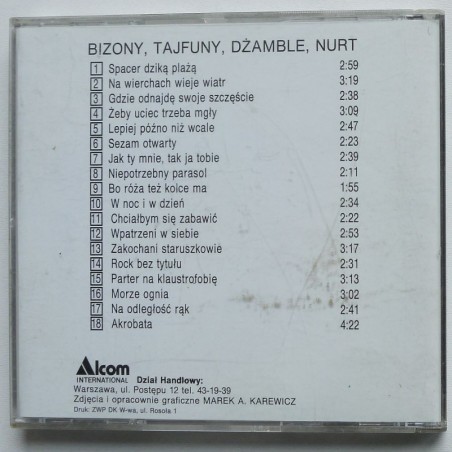 BIZONY, TAJFUNY, DŻAMBLE, NURT
1 Spacer dziką plażą 2:59
2 Na wierchach wieje wiatr 3:19
3 Gdzie odnajdę swoje szczęście 2:38
4 Żeby uciec trzeba mgły 3:09
5 Lepiej późno niż wcale 2:47
6 Sezam otwarty 2:23
7 Jak ty mnie, tak ja tobie 2:39
8 Niepotrzebny parasol 2:11
9 Bo róża też kolce ma 1:55
10 W noc i w dzień 2:34
11 Chciałbym się zabawić 2:22
12 Wpatrzeni w siebie 2:53
13 Zakochani staruszkowie 3:17
14 Rock bez tytułu 2:31
15 Parter na klaustrofobię 3:13
16 Morze ognia 3:02
17 Na odległość rąk 2:41
18 Akrobata 4:22
Alcom
INTERNATIONAL Dział Handlowy:
Warszawa, ul. Postępu 12 tel. 43-19-39
Zdjęcia i opracownie graficzne MAREK A. KAREWICZ
Druk: ZWP DK W-wa, ul. Rosoła 1